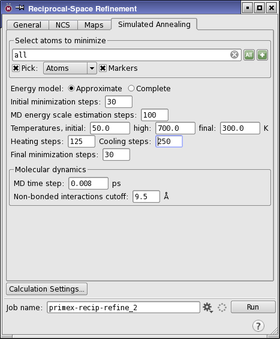 Reciprocal-Space Refinement
General NCS Maps Simulated Annealing
Select atoms to minimize
all
All
Pick: Atoms Markers
Energy model: Approximate Complete
Initial minimization steps: 30
MD energy scale estimation steps: 100
Temperatures, initial: 50.0 high: 700.0 final: 300.0 K
Heating steps: 125 Cooling steps: 250
Final minimization steps: 30
Molecular dynamics
MD time step: 0.008 ps
Non-bonded interactions cutoff: 9.5 Å
Calculation Settings...
Job name: primex-recip-refine_2 Run
?